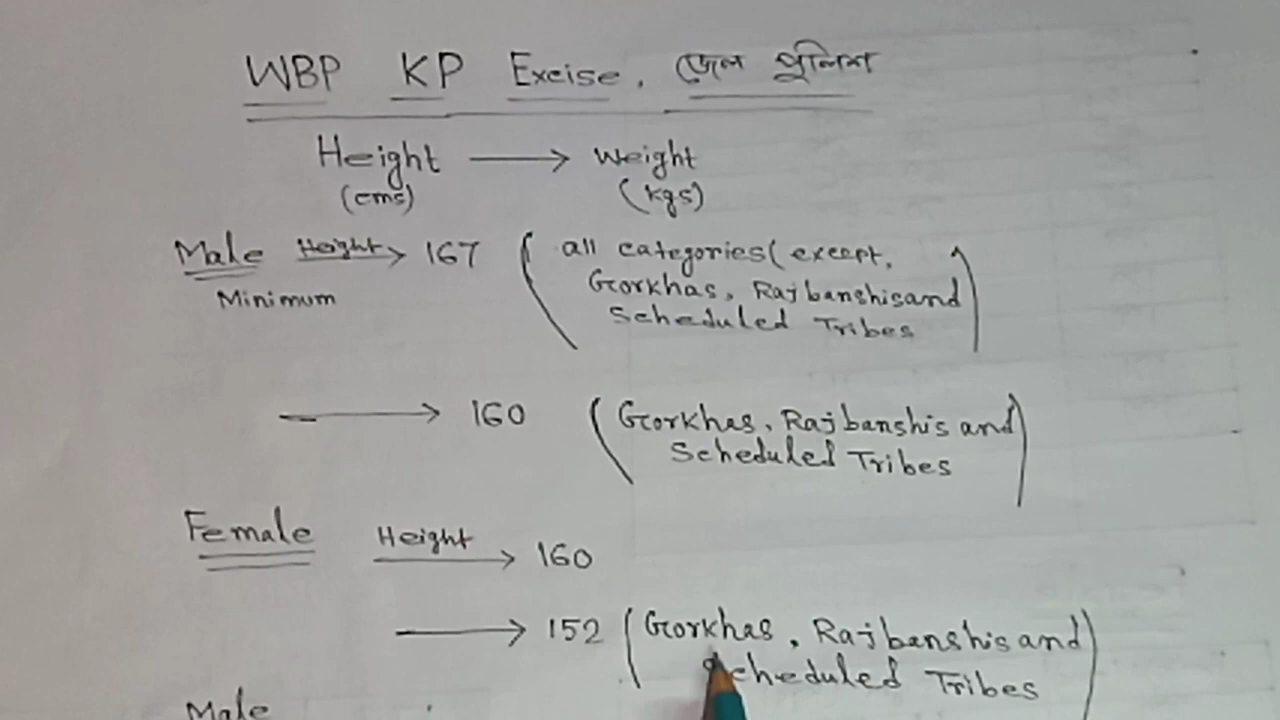 WBP KP Excise, জেল পুলিশ
Height → Weight
(cms) (kgs)
Male Height → 167 ( all categories( except,
Minimum Gorkhas, Rajbanshis and
Scheduled Tribes )
→ 160 ( Gorkhas, Rajbanshis and
Scheduled Tribes )
Female Height → 160
→ 152 ( Gorkhas, Rajbanshis and
Scheduled Tribes )
Male